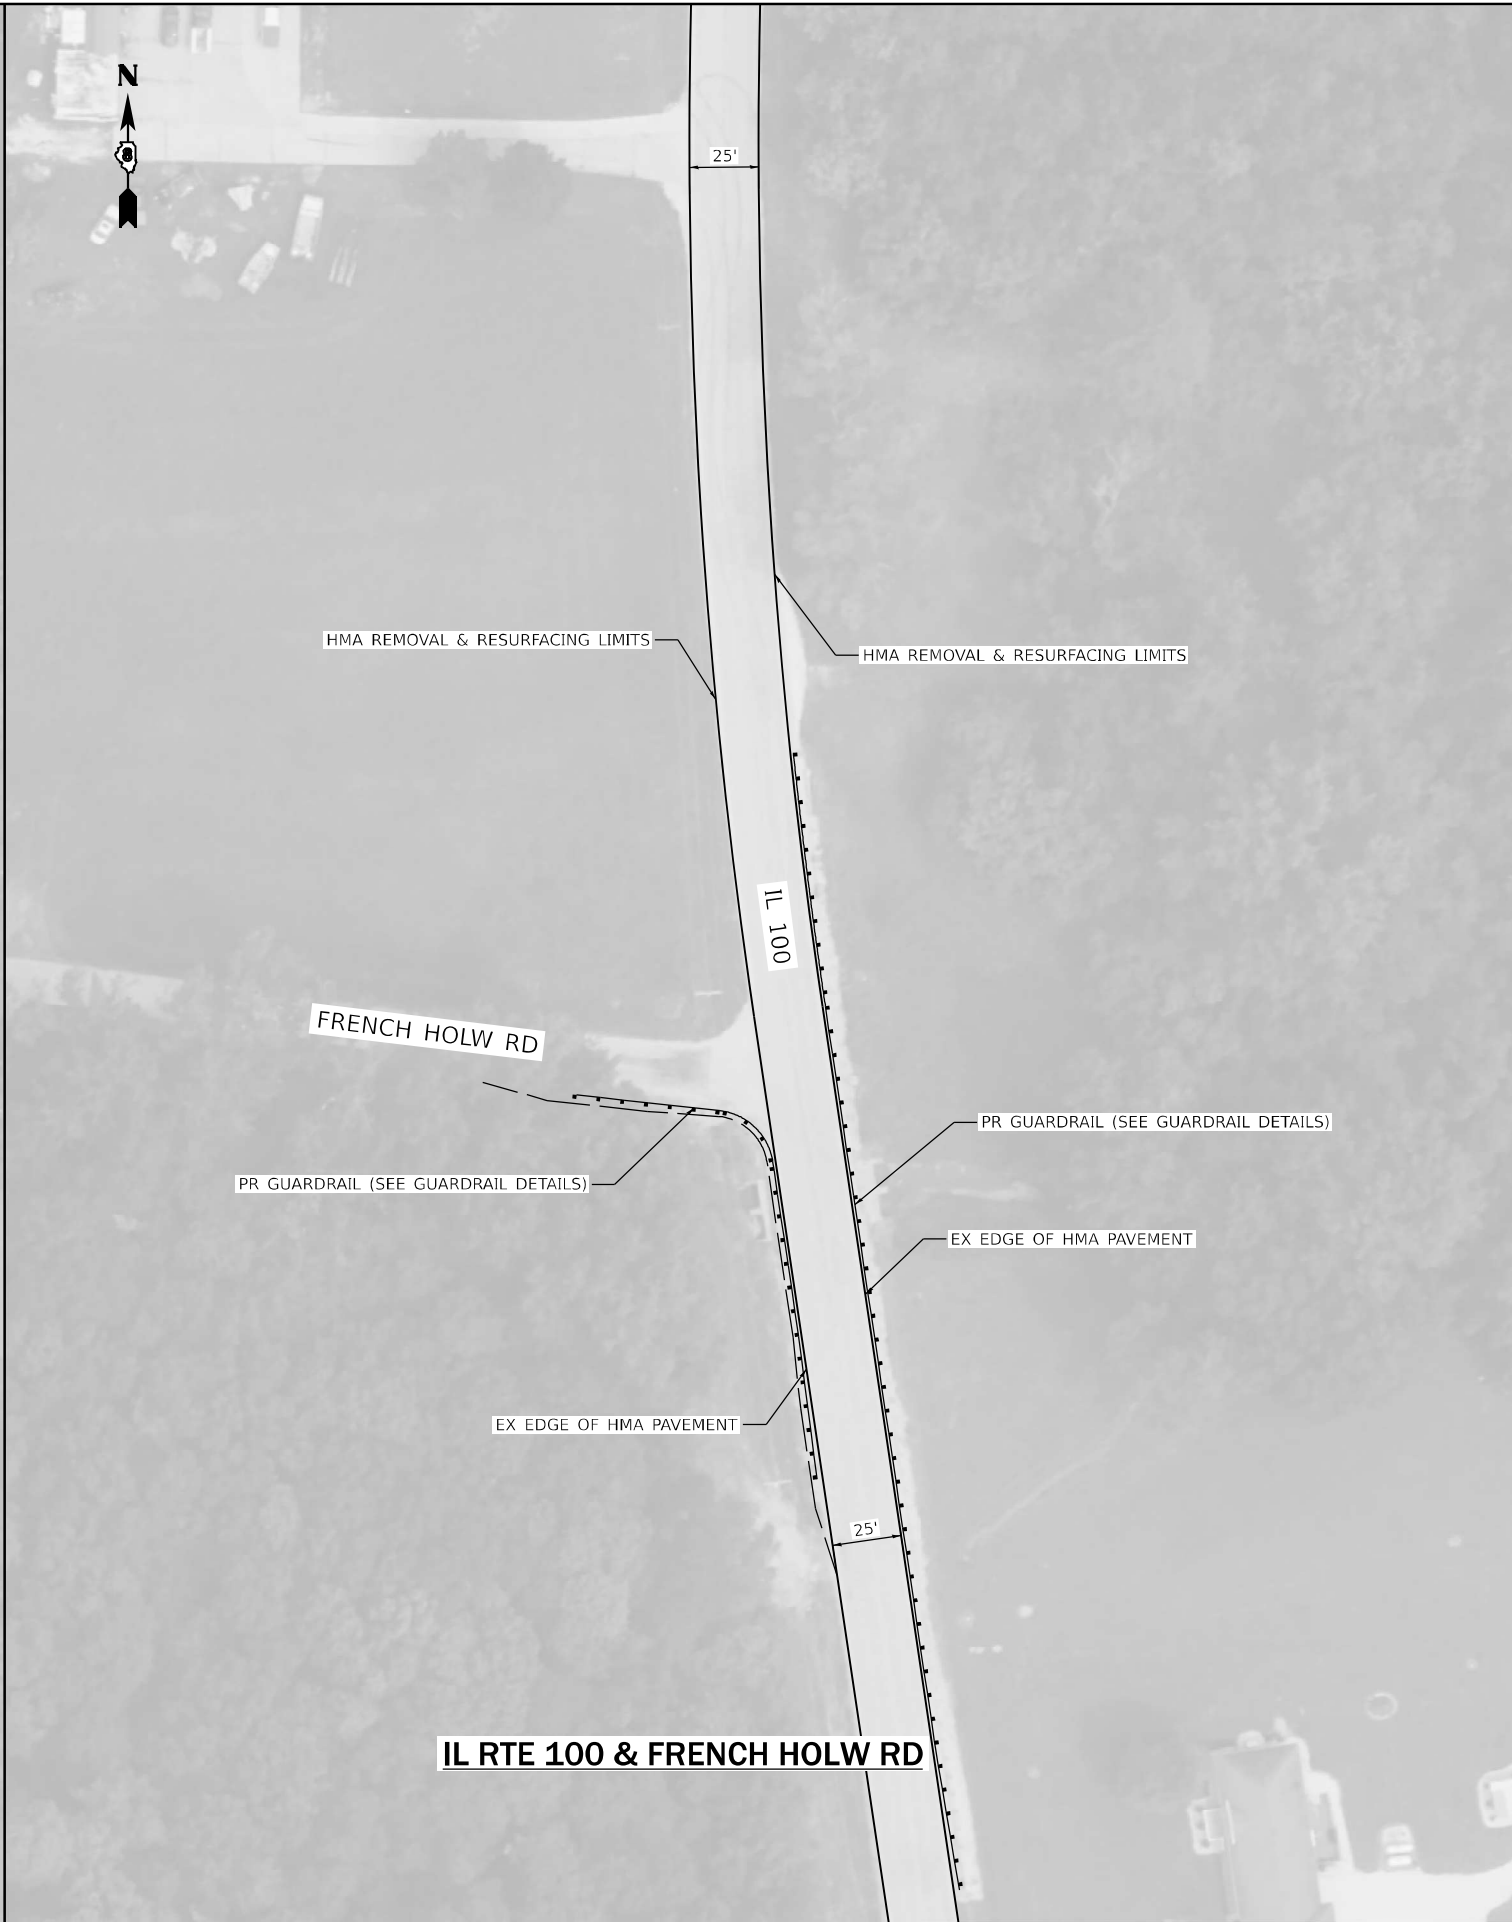 N
8
25'
HMA REMOVAL & RESURFACING LIMITS
HMA REMOVAL & RESURFACING LIMITS
IL 100
FRENCH HOLW RD
PR GUARDRAIL (SEE GUARDRAIL DETAILS)
PR GUARDRAIL (SEE GUARDRAIL DETAILS)
EX EDGE OF HMA PAVEMENT
EX EDGE OF HMA PAVEMENT
25'
IL RTE 100 & FRENCH HOLW RD